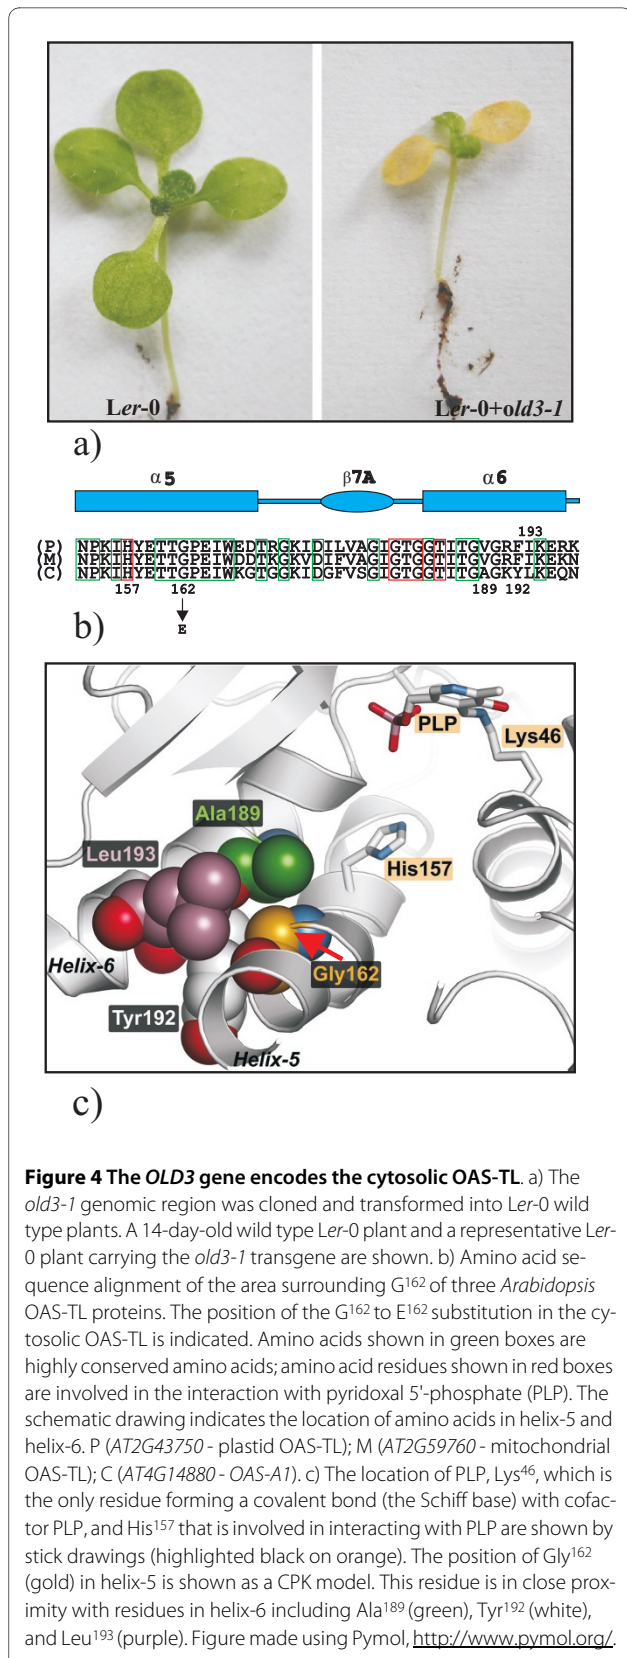 Ler-0
Ler-0+old3-1
a)
α5 β7A α6
193
(P) NPKIHYETTGPEIWEDTRGKIDILVAGIGTGGTITGVGRFIKERK
(M) NPKIHYETTGPEIWDDTKGKVDIFVAGIGTGGTITGVGRFIKEKN
(C) NPKIHYETTGPEIWKGTGGKIDGFVSGIGTGGTITGAGKYLKEQN
157 162 189 192
E
b)
PLP
Lys46
Ala189
Leu193
His157
Helix-6
Gly162
Tyr192
Helix-5
c)
Figure 4 The OLD3 gene encodes the cytosolic OAS-TL. a) The
old3-1 genomic region was cloned and transformed into Ler-0 wild
type plants. A 14-day-old wild type Ler-0 plant and a representative Ler-
0 plant carrying the old3-1 transgene are shown. b) Amino acid se-
quence alignment of the area surrounding G162 of three Arabidopsis
OAS-TL proteins. The position of the G162 to E162 substitution in the cy-
tosolic OAS-TL is indicated. Amino acids shown in green boxes are
highly conserved amino acids; amino acid residues shown in red boxes
are involved in the interaction with pyridoxal 5'-phosphate (PLP). The
schematic drawing indicates the location of amino acids in helix-5 and
helix-6. P (AT2G43750 - plastid OAS-TL); M (AT2G59760 - mitochondrial
OAS-TL); C (AT4G14880 - OAS-A1). c) The location of PLP, Lys46, which is
the only residue forming a covalent bond (the Schiff base) with cofac-
tor PLP, and His157 that is involved in interacting with PLP are shown by
stick drawings (highlighted black on orange). The position of Gly162
(gold) in helix-5 is shown as a CPK model. This residue is in close prox-
imity with residues in helix-6 including Ala189 (green), Tyr192 (white),
and Leu193 (purple). Figure made using Pymol, http://www.pymol.org/.